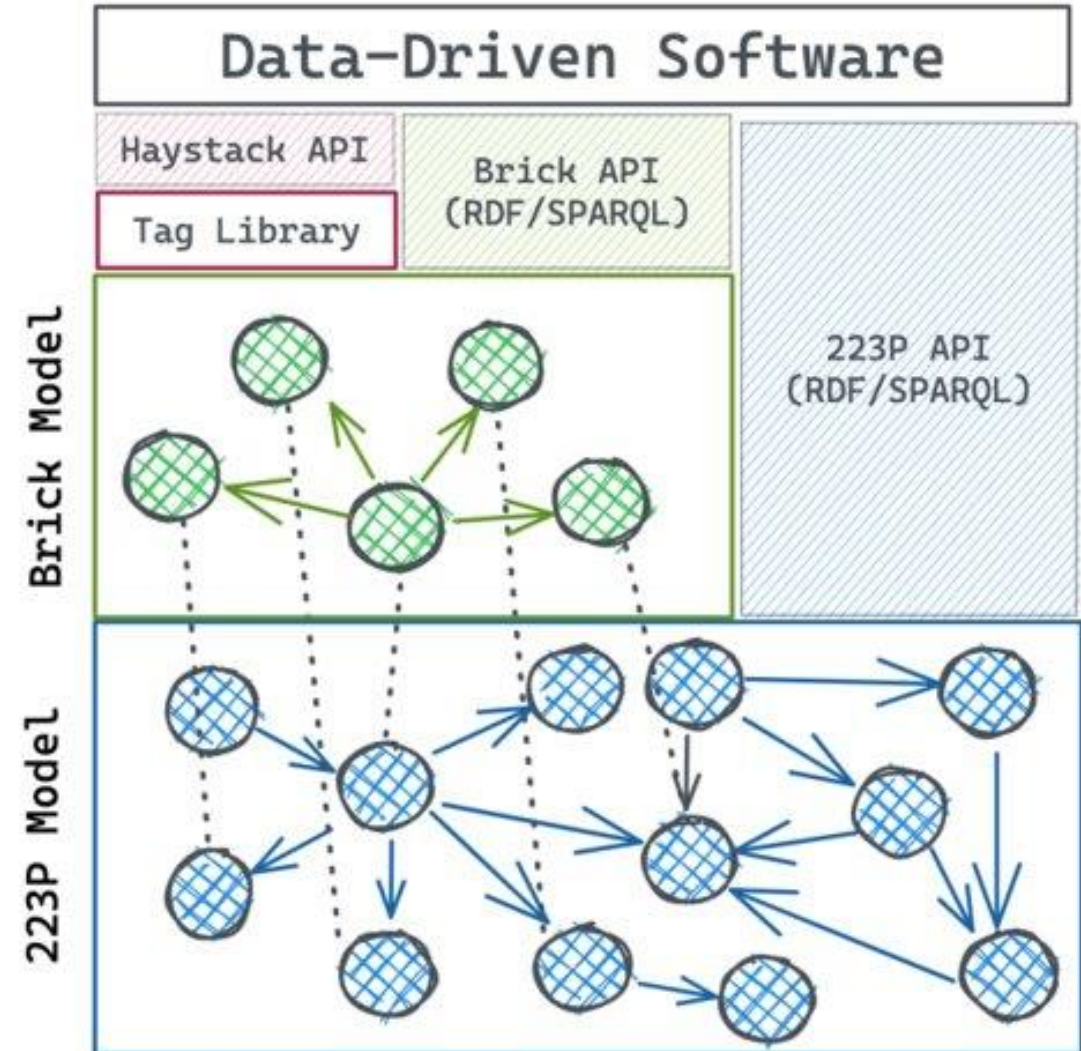 Data-Driven Software
Haystack API
Tag Library
Brick API
(RDF/SPARQL)
223P API
(RDF/SPARQL)
Brick Model
223P Model